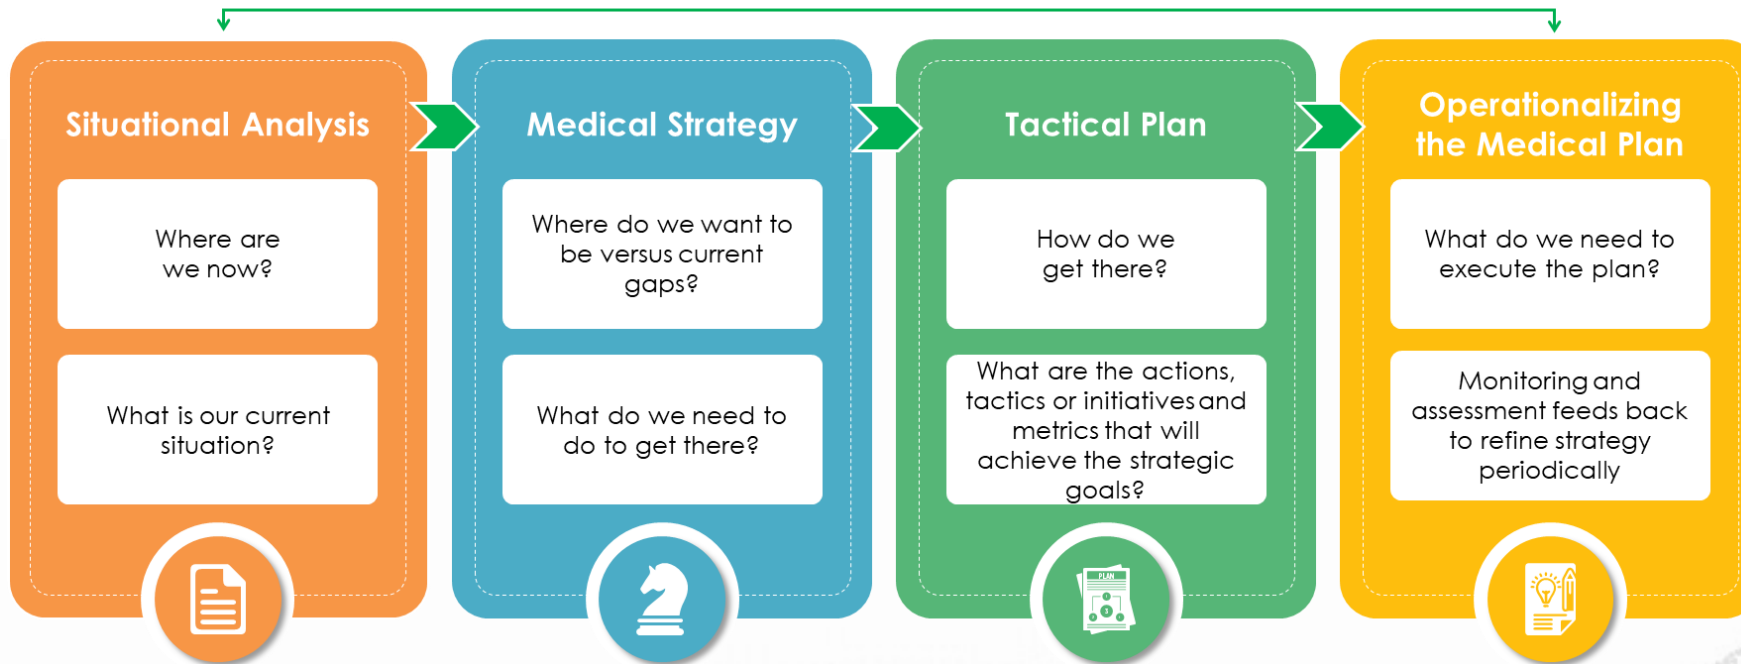 Situational Analysis
Where are
we now?
What is our current
situation?
Medical Strategy
Where do we want to
be versus current
gaps?
What do we need to
do to get there?
Tactical Plan
How do we
get there?
What are the actions,
tactics or initiatives and
metrics that will
achieve the strategic
goals?
PLAN
Operationalizing
the Medical Plan
What do we need to
execute the plan?
Monitoring and
assessment feeds back
to refine strategy
periodically